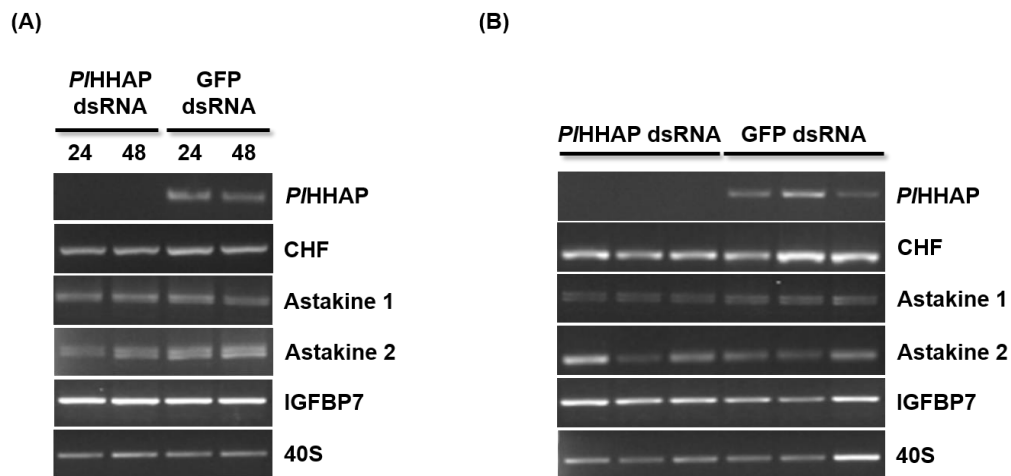 (A)
PlHHAP dsRNA
GFP dsRNA
24 48 24 48
PlHHAP
CHF
Astakine 1
Astakine 2
IGFBP7
40S
(B)
PlHHAP dsRNA GFP dsRNA
PlHHAP
CHF
Astakine 1
Astakine 2
IGFBP7
40S